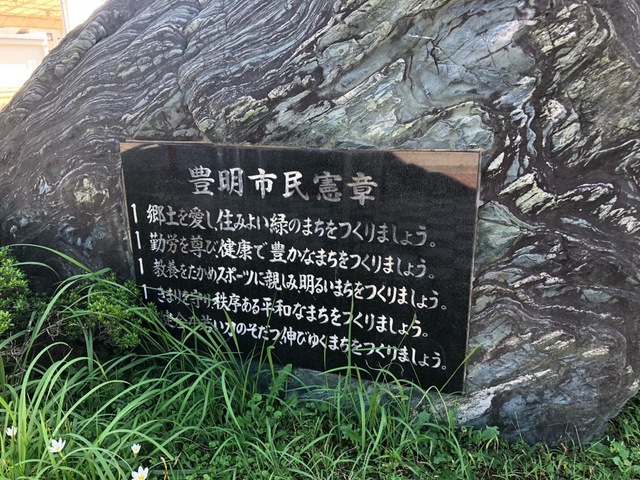 豊明市民憲章
1 郷土を愛し住みよい緑のまちをつくりましょう。
1 勤労を尊び健康で豊かなまちをつくりましょう。
1 教養をたかめスポーツに親しみ明るいまちをつくりましょう。
1 きまりを守り秩序ある平和なまちをつくりましょう。
若い力のそだつ伸びゆくまちをつくりましょう。